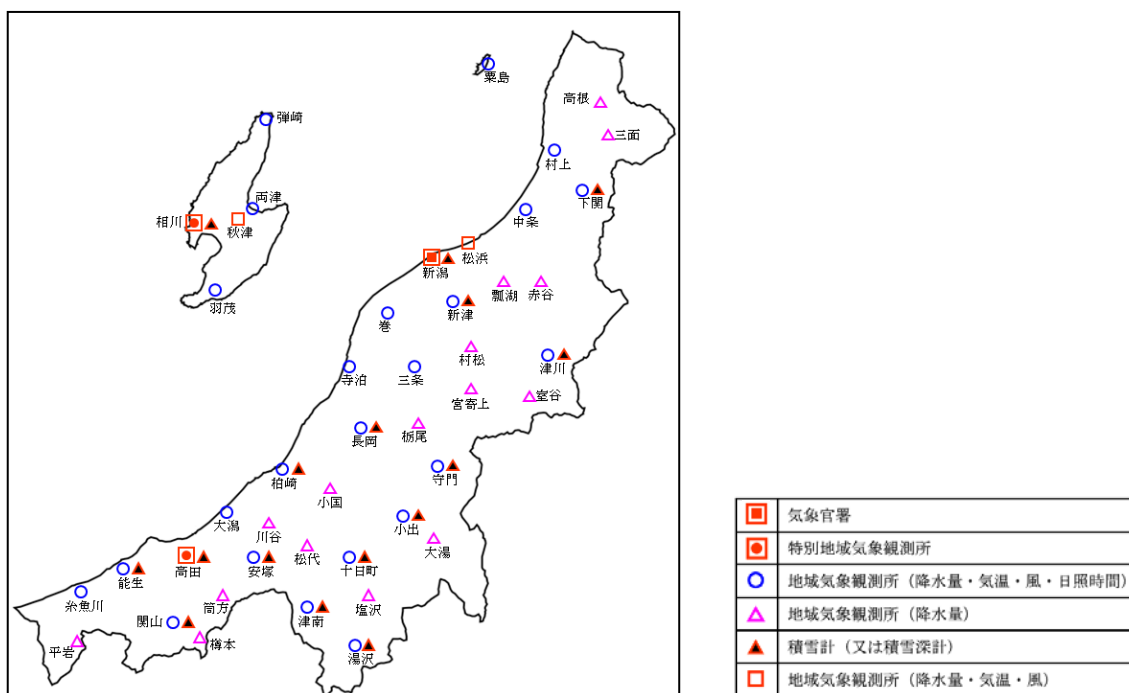 粟島
高根
三面
弾崎
村上
両津
下関
相川
秋津
中条
松浜
新潟
瓢湖
赤谷
羽茂
新津
巻
村松
津川
寺泊
三条
宮寄上
室谷
長岡
栃尾
守門
柏崎
小国
大潟
川谷
小出
大湯
松代
能生
高田
安塚
十日町
糸魚川
筒方
塩沢
関山
津南
樽本
平岩
湯沢
気象官署
特別地域気象観測所
地域気象観測所（降水量・気温・風・日照時間）
地域気象観測所（降水量）
積雪計（又は積雪深計）
地域気象観測所（降水量・気温・風）